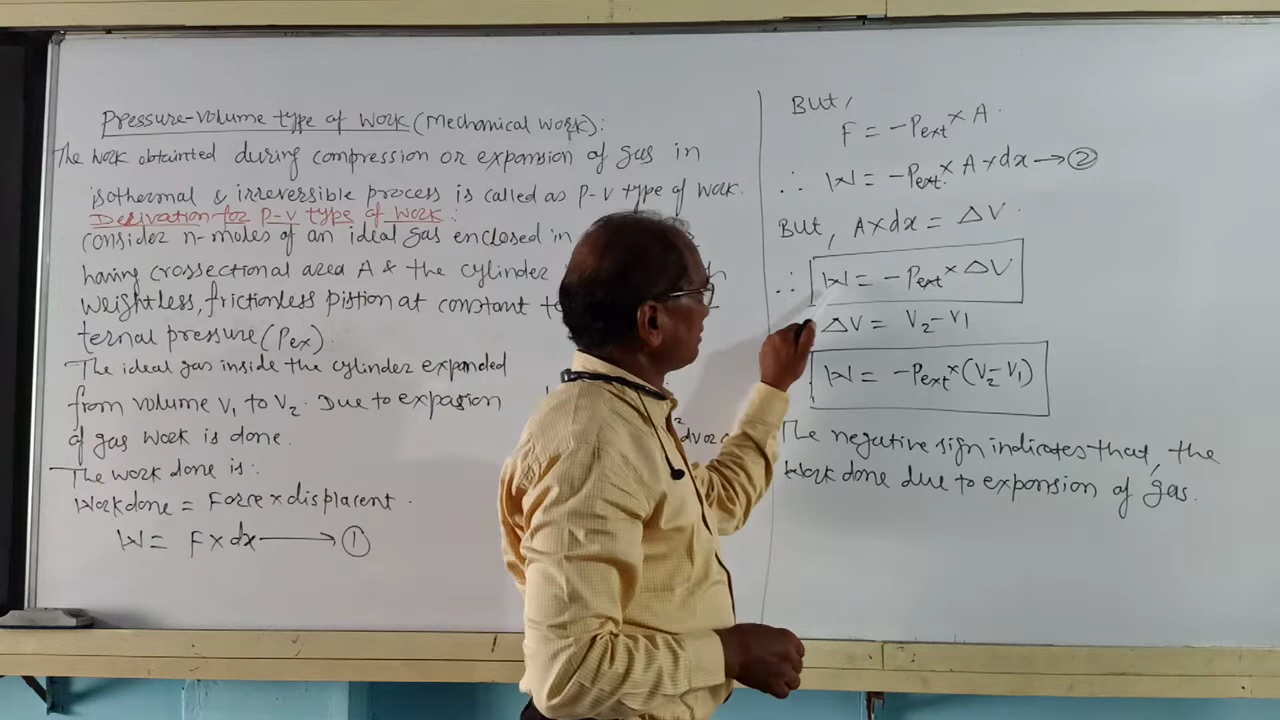 Pressure-volume type of work (Mechanical work):
The work obtainted during compression or expansion of gas in
isothermal & irreversible process is called as P-V type of work.
Derivation for P-V type of work:
Consider n-moles of an ideal gas enclosed in
having crossectional area A & the cylinder
weightless, frictionless pistion at constant
ternal pressure (Pex).
The ideal gas inside the cylinder expanded
from volume V1 to V2. Due to expasion
of gas work is done.
The work done is:
Workdone = Force × displacent.
W = F × dx → ①
But,
F = -Pext × A.
∴ W = -Pext. × A × dx → ②
But, A×dx = ΔV.
∴ W = -Pext × ΔV
ΔV = V2-V1
W = -Pext × (V2-V1)
The negative sign indicates that, the
work done due to expansion of gas.